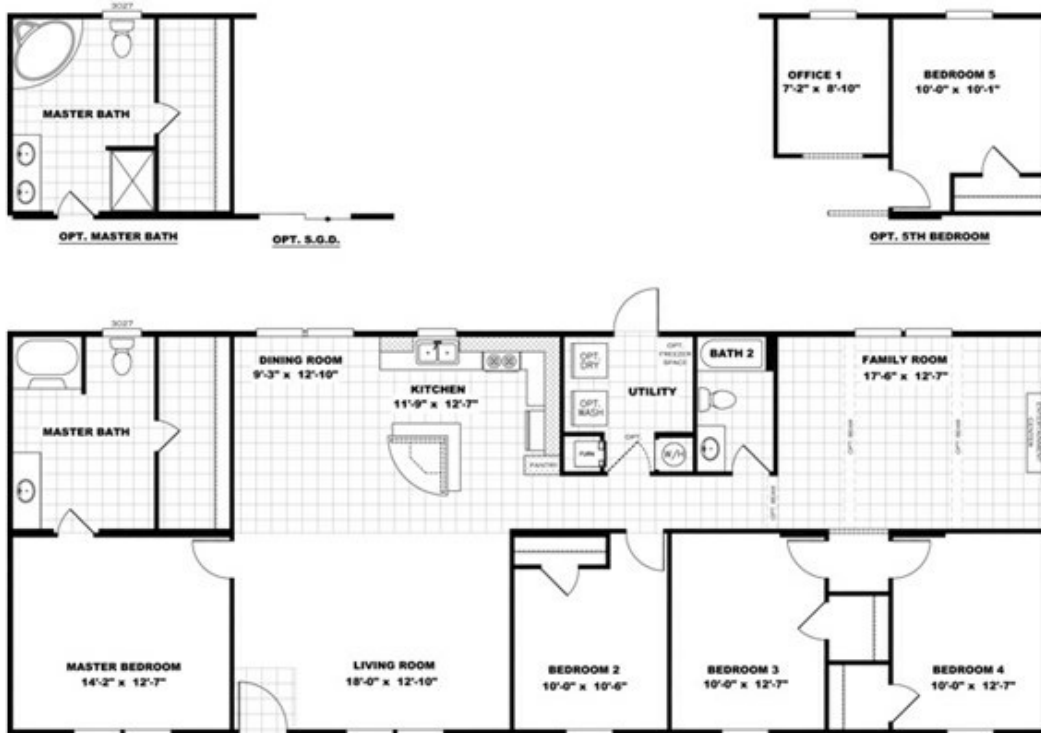 3027
MASTER BATH
OPT. MASTER BATH
OPT. S.G.D.
OFFICE 1
7'-2" x 8'-10"
BEDROOM 5
10'-0" x 10'-1"
OPT. 5TH BEDROOM
3027
MASTER BATH
DINING ROOM
9'-3" x 12'-10"
KITCHEN
11'-9" x 12'-7"
PANTRY
OPT.
DRY
OPT.
WASH
OPT.
FREEZER
SPACE
UTILITY
FURN
OPT.
W/H
BATH 2
OPT BEAM
FAMILY ROOM
17'-6" x 12'-7"
OPT BEAM
OPT BEAM
MASTER BEDROOM
14'-2" x 12'-7"
LIVING ROOM
18'-0" x 12'-10"
BEDROOM 2
10'-0" x 10'-6"
BEDROOM 3
10'-0" x 12'-7"
BEDROOM 4
10'-0" x 12'-7"